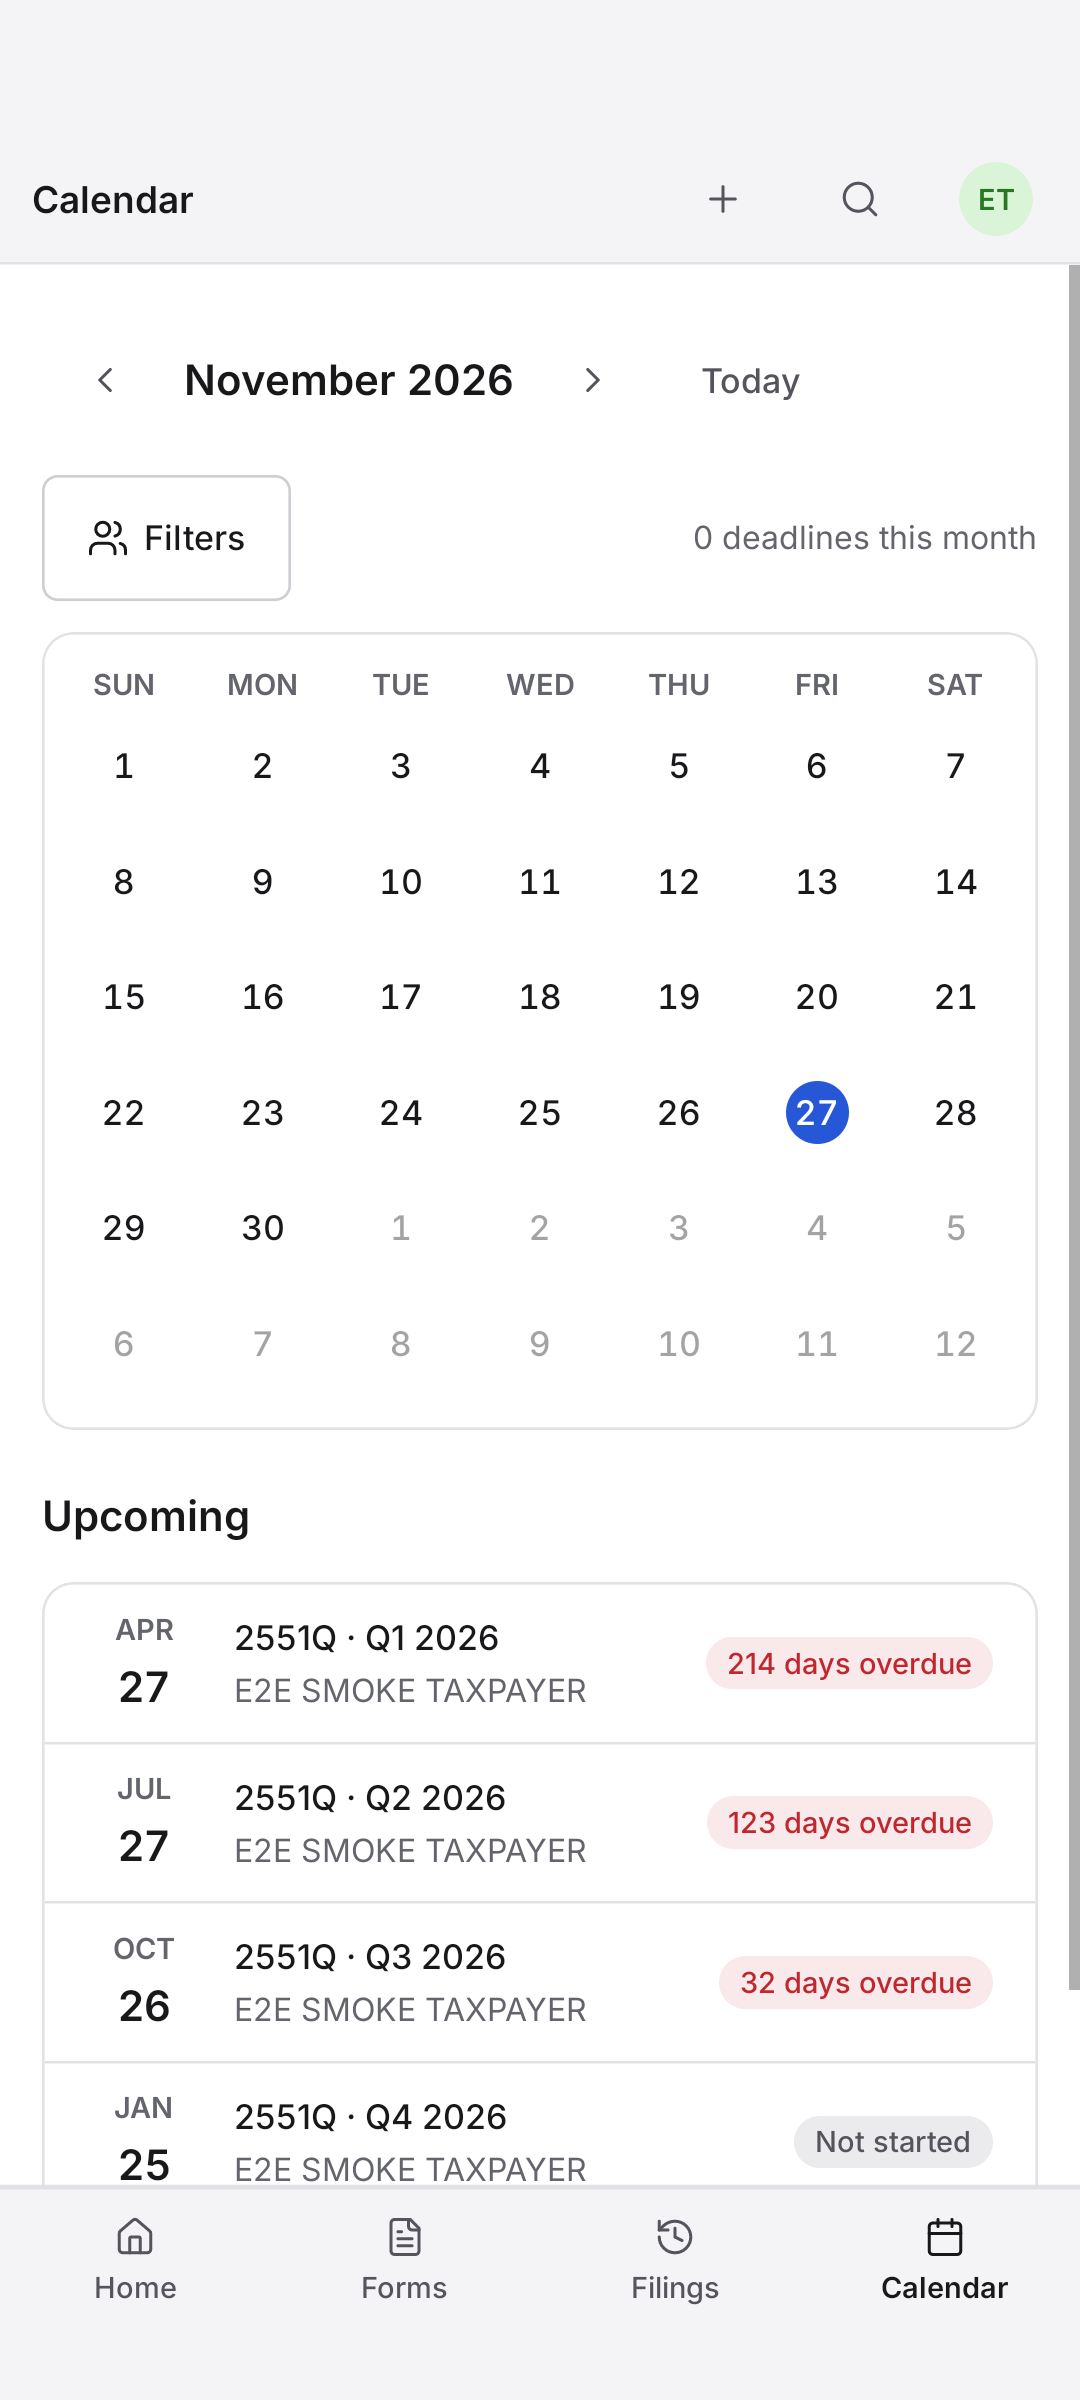 Calendar
ET
November 2026
Today
Filters
0 deadlines this month
SUN MON TUE WED THU FRI SAT
1 2 3 4 5 6 7
8 9 10 11 12 13 14
15 16 17 18 19 20 21
22 23 24 25 26 27 28
29 30 1 2 3 4 5
6 7 8 9 10 11 12
Upcoming
APR
27
2551Q · Q1 2026
E2E SMOKE TAXPAYER
214 days overdue
JUL
27
2551Q · Q2 2026
E2E SMOKE TAXPAYER
123 days overdue
OCT
26
2551Q · Q3 2026
E2E SMOKE TAXPAYER
32 days overdue
JAN
25
2551Q · Q4 2026
E2E SMOKE TAXPAYER
Not started
Home
Forms
Filings
Calendar